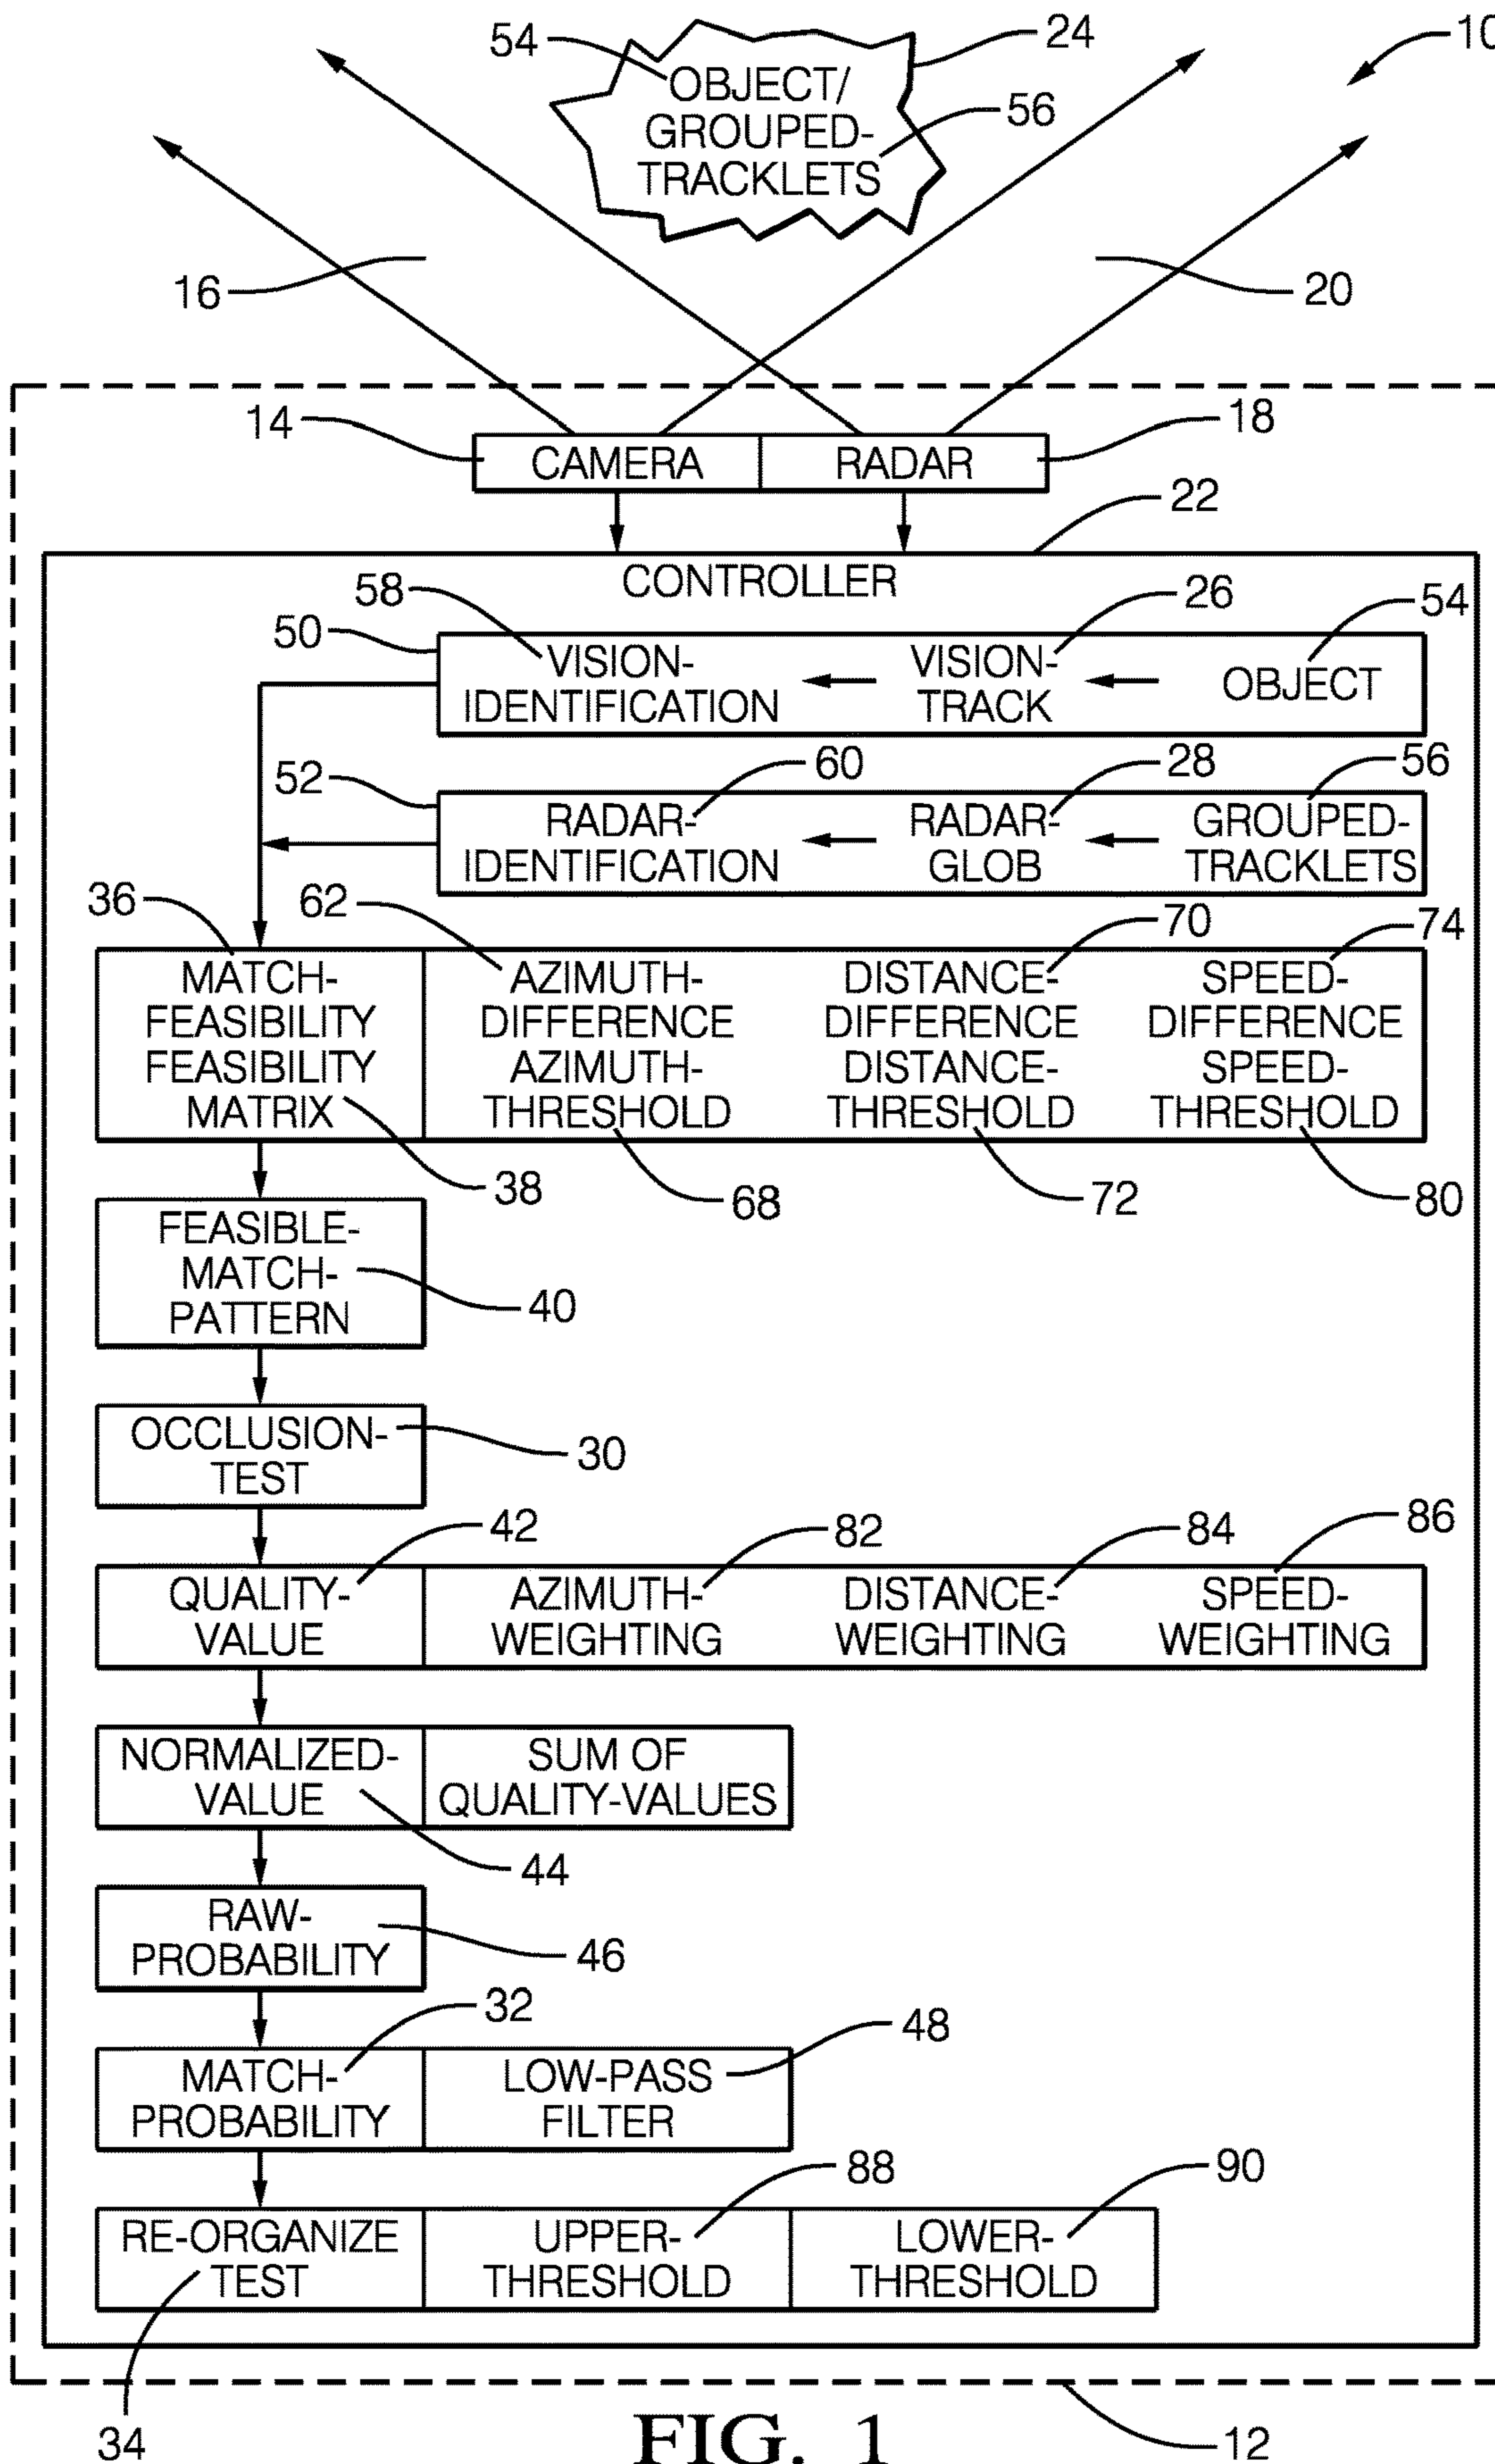 54
24
10
OBJECT/
GROUPED-
TRACKLETS
56
16
20
14
CAMERA
RADAR
18
22
CONTROLLER
58
26
54
50
VISION-
IDENTIFICATION
VISION-
TRACK
OBJECT
52
60
28
56
RADAR-
IDENTIFICATION
RADAR-
GLOB
GROUPED-
TRACKLETS
36
62
70
74
MATCH-
FEASIBILITY
FEASIBILITY
MATRIX
AZIMUTH-
DIFFERENCE
AZIMUTH-
THRESHOLD
DISTANCE-
DIFFERENCE
DISTANCE-
THRESHOLD
SPEED-
DIFFERENCE
SPEED-
THRESHOLD
38
68
72
80
FEASIBLE-
MATCH-
PATTERN
40
OCCLUSION-
TEST
30
42
82
84
86
QUALITY-
VALUE
AZIMUTH-
WEIGHTING
DISTANCE-
WEIGHTING
SPEED-
WEIGHTING
NORMALIZED-
VALUE
SUM OF
QUALITY-VALUES
44
RAW-
PROBABILITY
46
32
48
MATCH-
PROBABILITY
LOW-PASS
FILTER
88
90
RE-ORGANIZE
TEST
UPPER-
THRESHOLD
LOWER-
THRESHOLD
34
FIG. 1
12